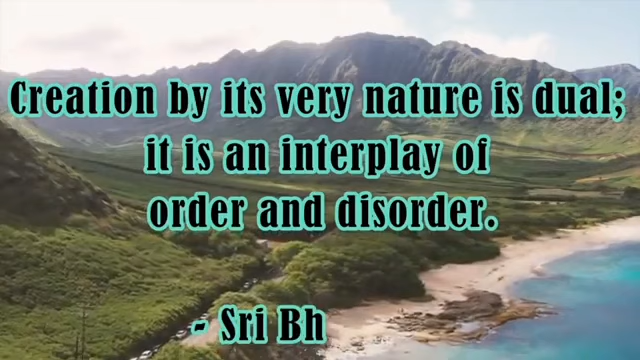 Creation by its very nature is dual;
it is an interplay of
order and disorder.
- Sri Bh